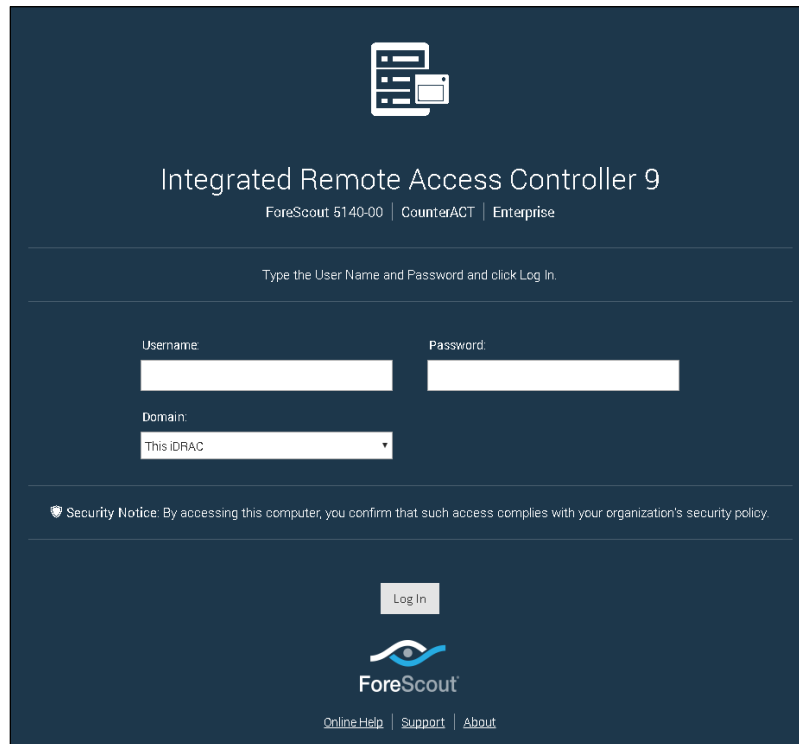 Integrated Remote Access Controller 9
ForeScout 5140-00 | CounterACT | Enterprise
Type the User Name and Password and click Log In.
Username: Password:
Domain:
This iDRAC
Security Notice: By accessing this computer, you confirm that such access complies with your organization's security policy.
Log In
ForeScout
Online Help | Support | About